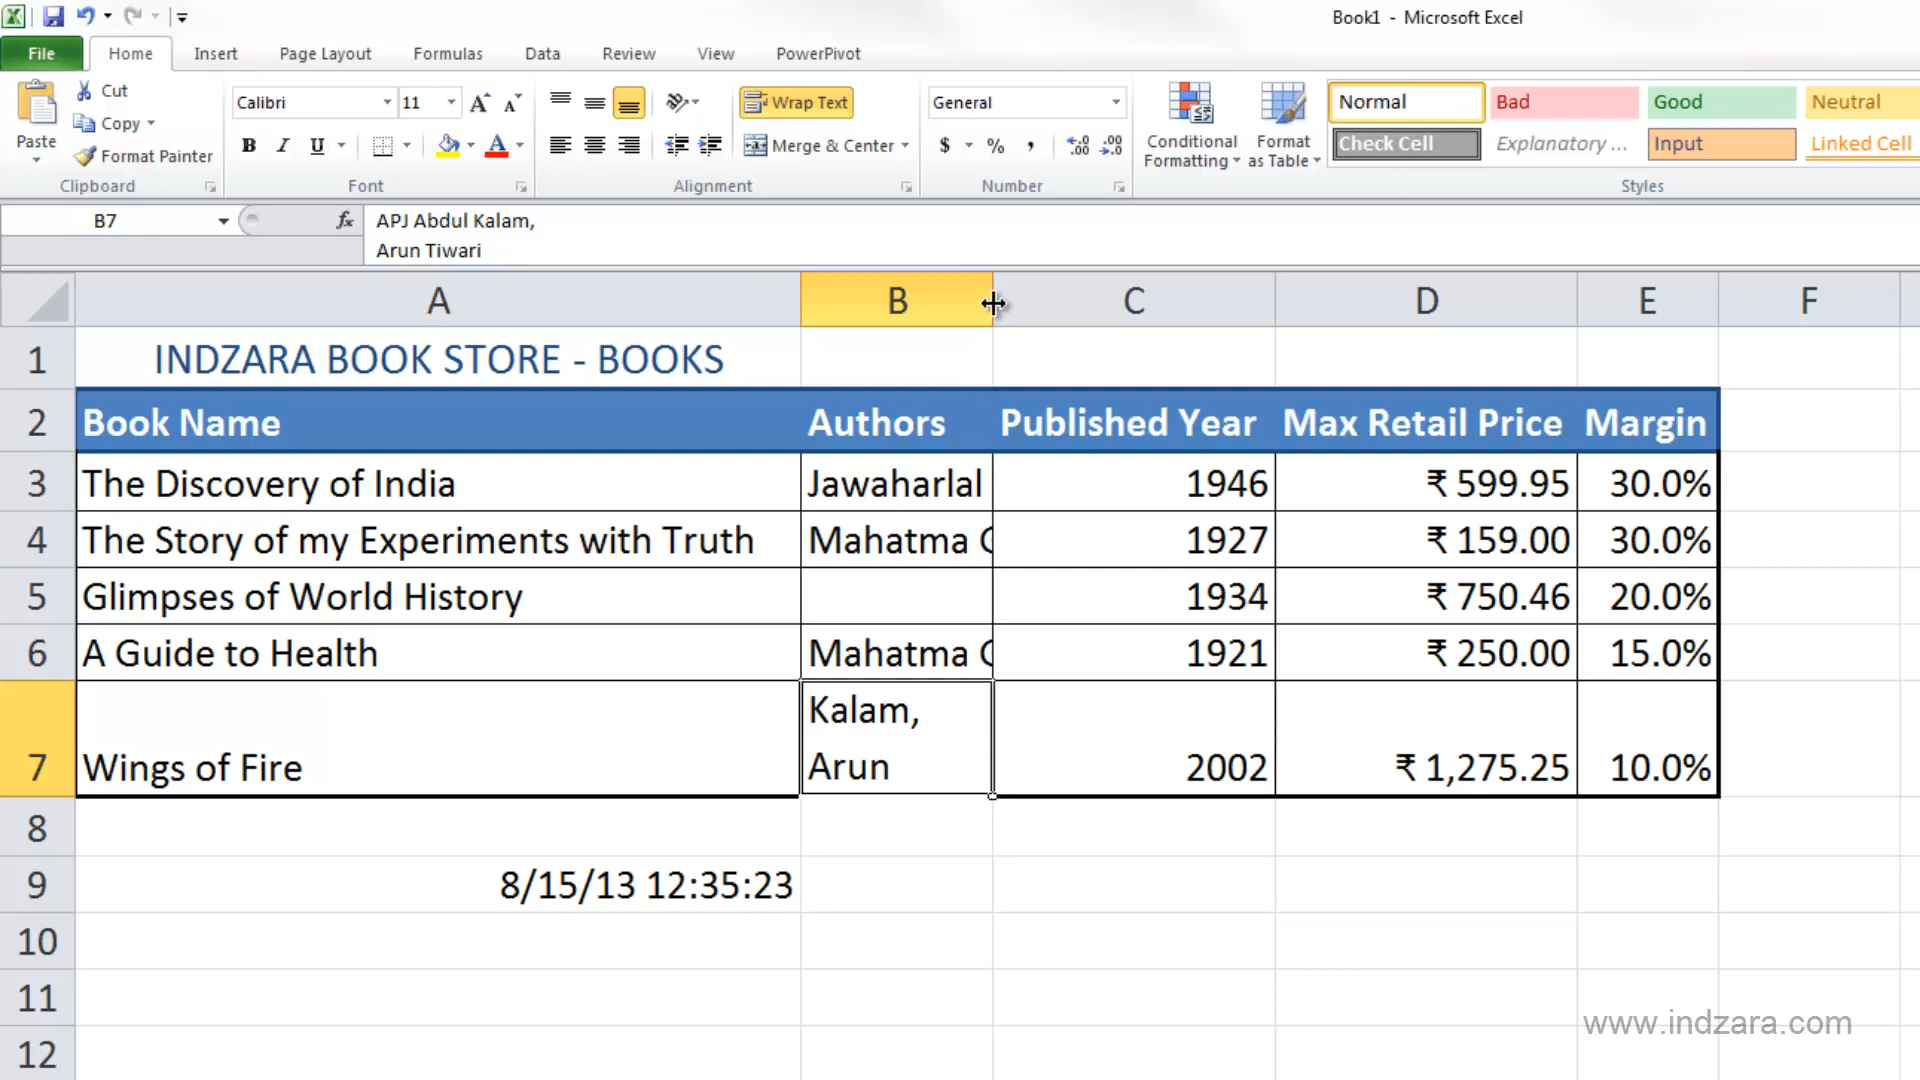 Book1 - Microsoft Excel
File Home Insert Page Layout Formulas Data Review View PowerPivot
Paste
Cut
Copy
Format Painter
Clipboard
Calibri 11
B I U A
Font
Wrap Text
Merge & Center
Alignment
General
$ % ,
Number
Conditional Formatting
Format as Table
Normal Bad Good Neutral
Check Cell Explanatory ... Input Linked Cell
Styles
B7 fx APJ Abdul Kalam,
Arun Tiwari
A B C D E F
1 INDZARA BOOK STORE - BOOKS
2 Book Name Authors Published Year Max Retail Price Margin
3 The Discovery of India Jawaharlal 1946 ₹ 599.95 30.0%
4 The Story of my Experiments with Truth Mahatma 1927 ₹ 159.00 30.0%
5 Glimpses of World History 1934 ₹ 750.46 20.0%
6 A Guide to Health Mahatma 1921 ₹ 250.00 15.0%
Kalam,
7 Wings of Fire Arun 2002 ₹ 1,275.25 10.0%
8
9 8/15/13 12:35:23
10
11
www.indzara.com
12